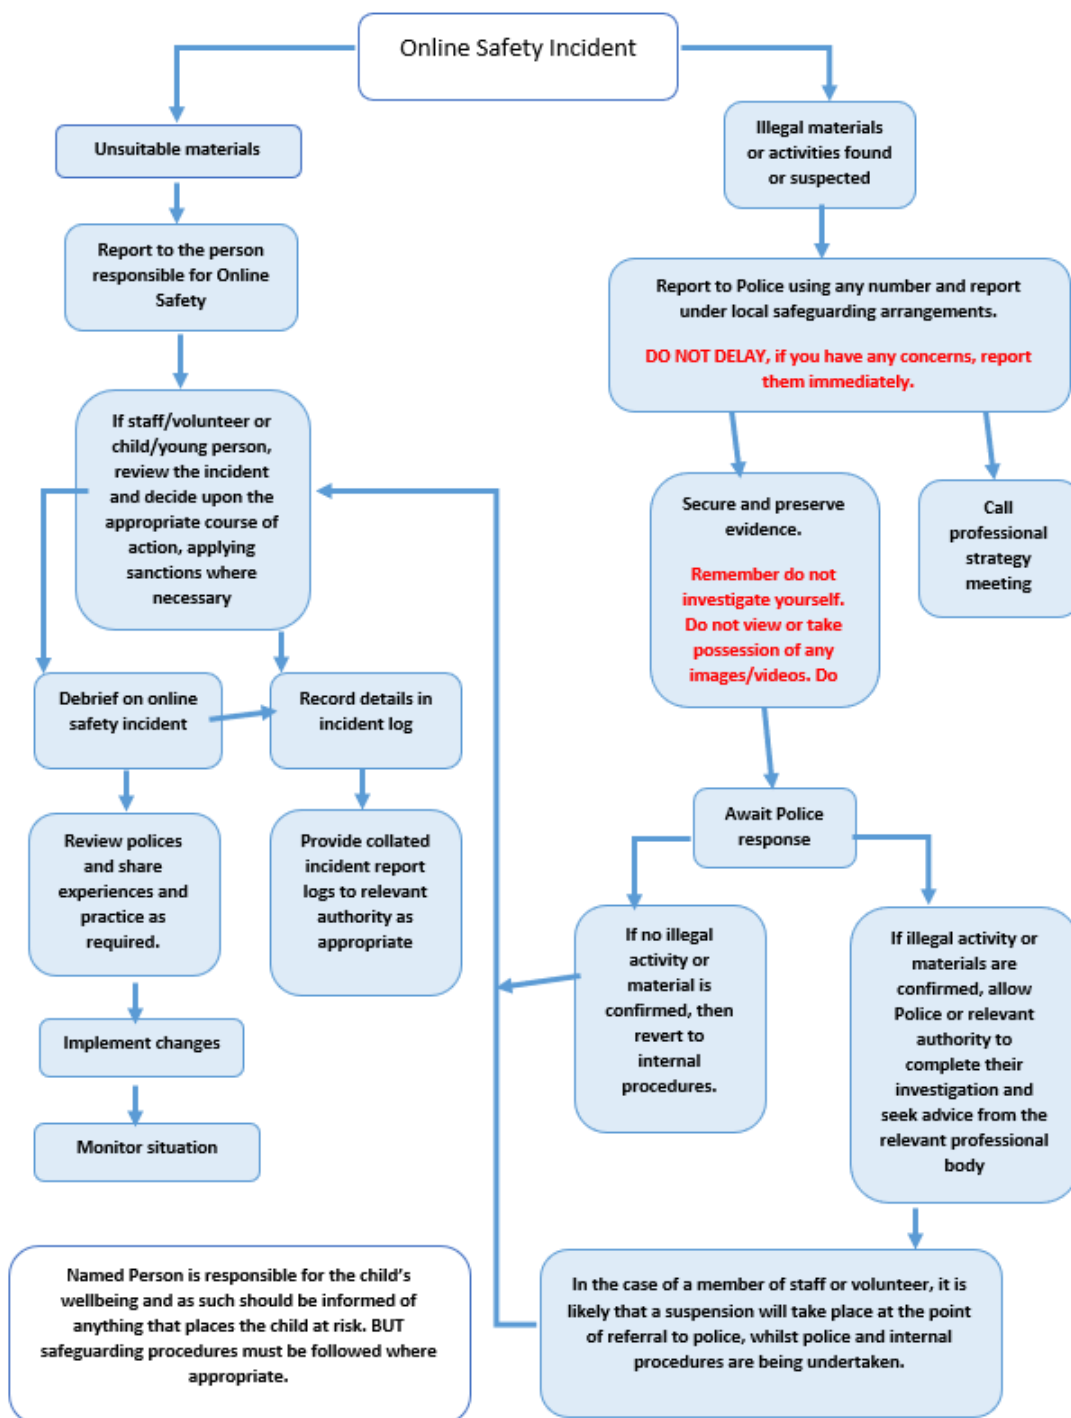 Online Safety Incident
Unsuitable materials
Illegal materials
or activities found
or suspected
Report to the person
responsible for Online
Safety
Report to Police using any number and report
under local safeguarding arrangements.
DO NOT DELAY, if you have any concerns, report
them immediately.
If staff/volunteer or
child/young person,
review the incident
and decide upon the
appropriate course of
action, applying
sanctions where
necessary
Secure and preserve
evidence.
Remember do not
investigate yourself.
Do not view or take
possession of any
images/videos. Do
Call
professional
strategy
meeting
Debrief on online
safety incident
Record details in
incident log
Review polices
and share
experiences and
practice as
required.
Provide collated
incident report
logs to relevant
authority as
appropriate
Await Police
response
If no illegal
activity or
material is
confirmed, then
revert to
internal
procedures.
If illegal activity or
materials are
confirmed, allow
Police or relevant
authority to
complete their
investigation and
seek advice from the
relevant professional
body
Implement changes
Monitor situation
Named Person is responsible for the child's
wellbeing and as such should be informed of
anything that places the child at risk. BUT
safeguarding procedures must be followed where
appropriate.
In the case of a member of staff or volunteer, it is
likely that a suspension will take place at the point
of referral to police, whilst police and internal
procedures are being undertaken.